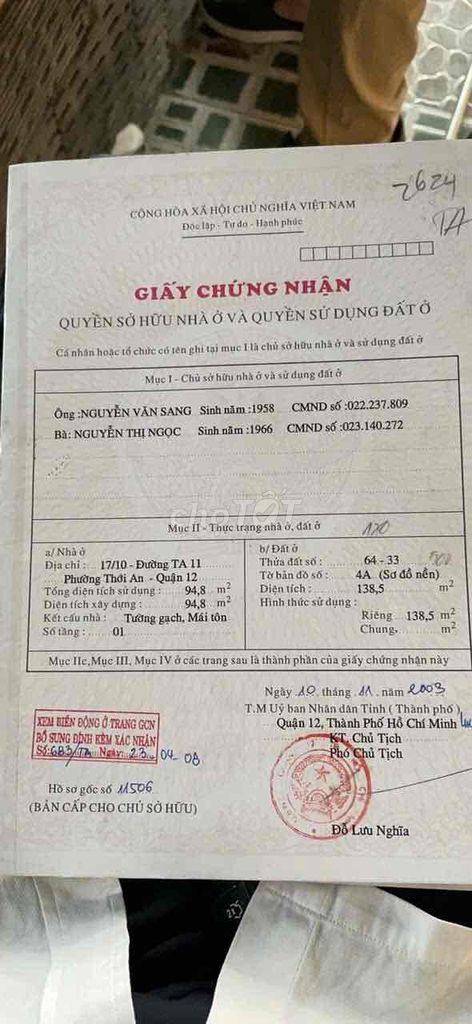 2624
TA
CỘNG HÒA XÃ HỘI CHỦ NGHĨA VIỆT NAM
Độc lập - Tự do - Hạnh phúc
GIẤY CHỨNG NHẬN
QUYỀN SỞ HỮU NHÀ Ở VÀ QUYỀN SỬ DỤNG ĐẤT Ở
Cá nhân hoặc tổ chức có tên ghi tại mục I là chủ sở hữu nhà ở và sử dụng đất ở
Mục I - Chủ sở hữu nhà ở và sử dụng đất ở
Ông :NGUYỄN VĂN SANG Sinh năm :1958 CMND số :022.237.809
Bà: NGUYỄN THỊ NGỌC Sinh năm :1966 CMND số :023.140.272
chợ TỐT
Mục II - Thực trạng nhà ở, đất ở 120
a/ Nhà ở
Địa chỉ : 17/10 - Đường TA 11
Phường Thới An - Quận 12
Tổng diện tích sử dụng : 94,8 m²
Diện tích xây dựng : 94,8 m²
Kết cấu nhà : Tường gạch, Mái tôn
Số tầng : 01
b/ Đất ở
Thửa đất số : 64 - 33
Tờ bản đồ số : 4A (Sơ đồ nền)
Diện tích : 138,5 m²
Hình thức sử dụng :
Riêng 138,5 m²
Chung, m²
Mục IIc,Mục III, Mục IV ở các trang sau là thành phần của giấy chứng nhận này
Ngày 10 tháng 11 năm 2003
T.M Uỷ ban Nhân dân Tỉnh ( Thành phố )
Quận 12, Thành Phố Hồ Chí Minh
KT, Chủ Tịch
Phó Chủ Tịch
XEM BIẾN ĐỘNG Ở TRANG GCN
BỔ SUNG ĐÍNH KÈM XÁC NHẬN
Số: 683/TA Ngày: 23 - 04 - 08
Hồ sơ gốc số 11506
(BẢN CẤP CHO CHỦ SỞ HỮU)
Đỗ Lưu Nghĩa